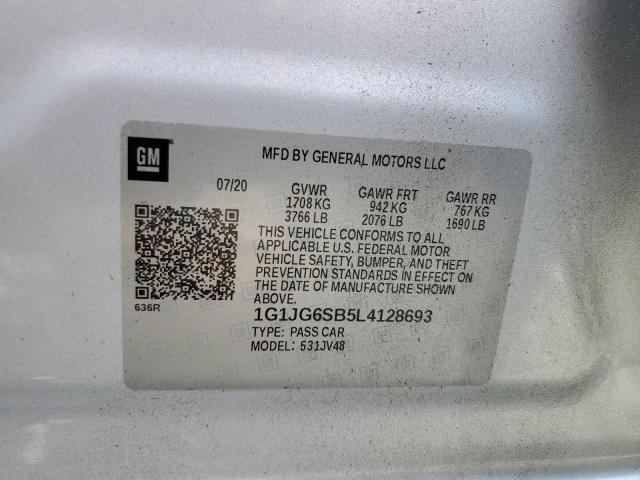 GM
MFD BY GENERAL MOTORS LLC
07/20 GVWR GAWR FRT GAWR RR
1708 KG 942 KG 767 KG
3766 LB 2076 LB 1690 LB
THIS VEHICLE CONFORMS TO ALL
APPLICABLE U.S. FEDERAL MOTOR
VEHICLE SAFETY, BUMPER, AND THEFT
PREVENTION STANDARDS IN EFFECT ON
THE DATE OF MANUFACTURE SHOWN
ABOVE.
636R
1G1JG6SB5L4128693
TYPE: PASS CAR
MODEL: 531JV48